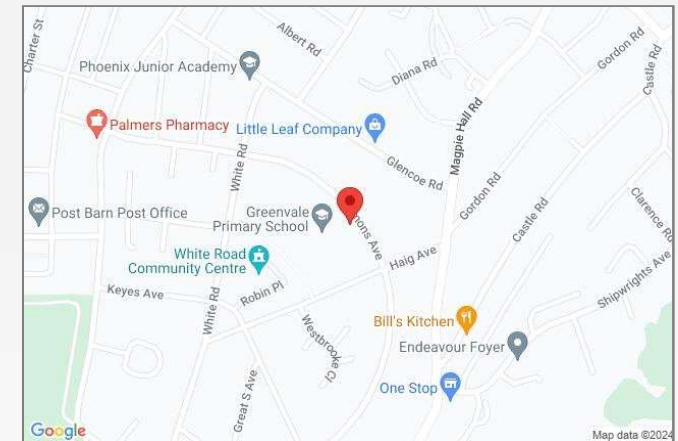 Charter St
Albert Rd
Gordon Rd
Castle Rd
Phoenix Junior Academy
Diana Rd
Magpie Hall Rd
Palmers Pharmacy
Little Leaf Company
White Rd
Glencoe Rd
Gordon Rd
Castle Rd
Clarence Rd
Post Barn Post Office
Greenvale
Primary School
Ave
White Road
Community Centre
Haig Ave
Shipwrights Ave
Keyes Ave
Robin Pl
White Rd
Westbrooke Cl
Bill's Kitchen
Endeavour Foyer
Great S Ave
One Stop
Google
Map data ©2024